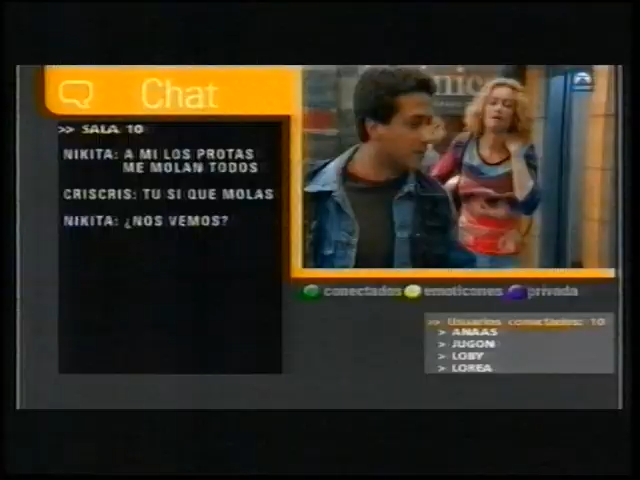 Chat
>> SALA 10
NIKITA: A MI LOS PROTAS
ME MOLAN TODOS
CRISCRIS: TU SI QUE MOLAS
NIKITA: ¿NOS VEMOS?
conectados emoticones privada
>> Usuarios conectados: 10
> ANAAS
> JUGON
> LOBY
> LOREA